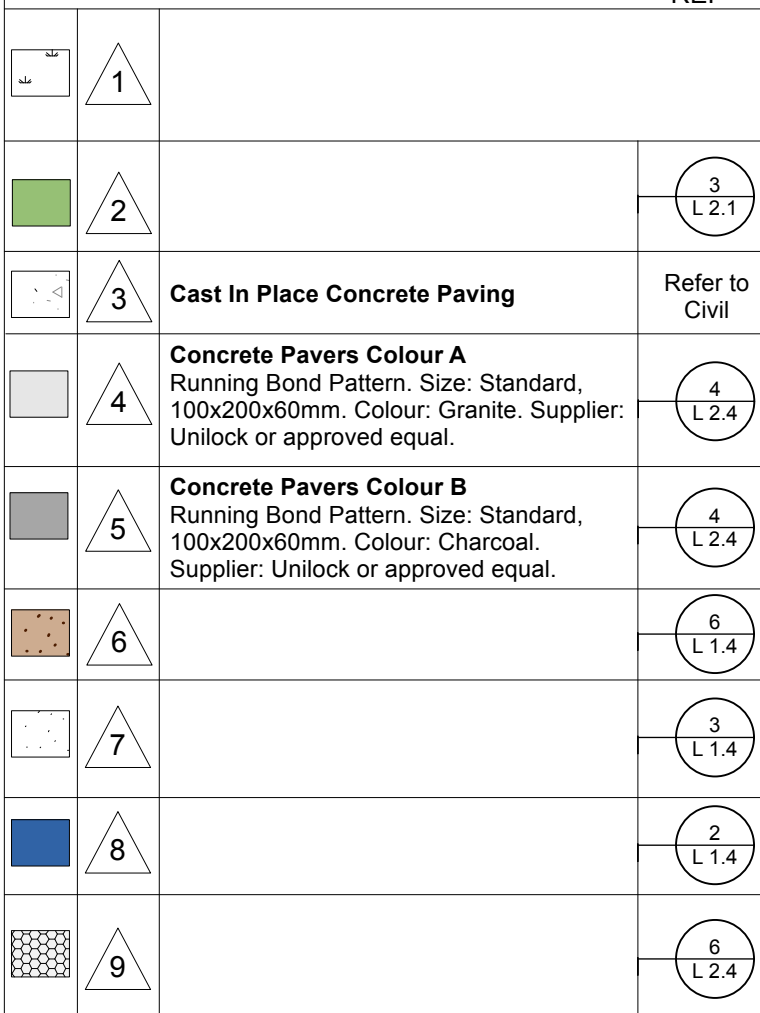 1
2
3
L 2.1
3
Cast In Place Concrete Paving
Refer to
Civil
4
Concrete Pavers Colour A
Running Bond Pattern. Size: Standard,
100x200x60mm. Colour: Granite. Supplier:
Unilock or approved equal.
4
L 2.4
5
Concrete Pavers Colour B
Running Bond Pattern. Size: Standard,
100x200x60mm. Colour: Charcoal.
Supplier: Unilock or approved equal.
4
L 2.4
6
6
L 1.4
7
3
L 1.4
8
2
L 1.4
9
6
L 2.4